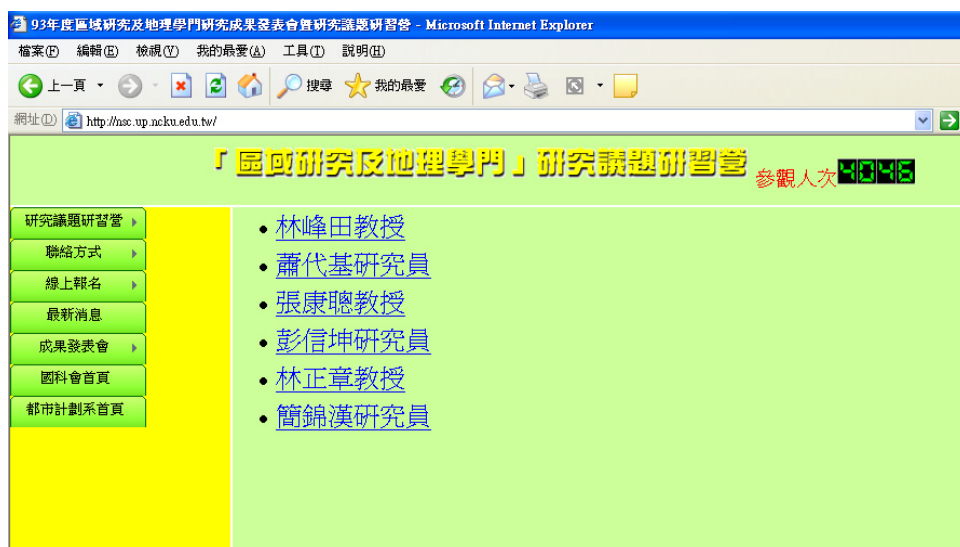 93年度區域研究及地理學門研究成果發表會暨研究議題研習營 - Microsoft Internet Explorer
檔案(F) 編輯(E) 檢視(V) 我的最愛(A) 工具(T) 說明(H)
上一頁 搜尋 我的最愛
網址(D) http://nsc.up.ncku.edu.tw/
「區域研究及地理學門」研究議題研習營 參觀人次 4046
研究議題研習營
聯絡方式
線上報名
最新消息
成果發表會
國科會首頁
都市計劃系首頁
林峰田教授
蕭代基研究員
張康聰教授
彭信坤研究員
林正章教授
簡錦漢研究員